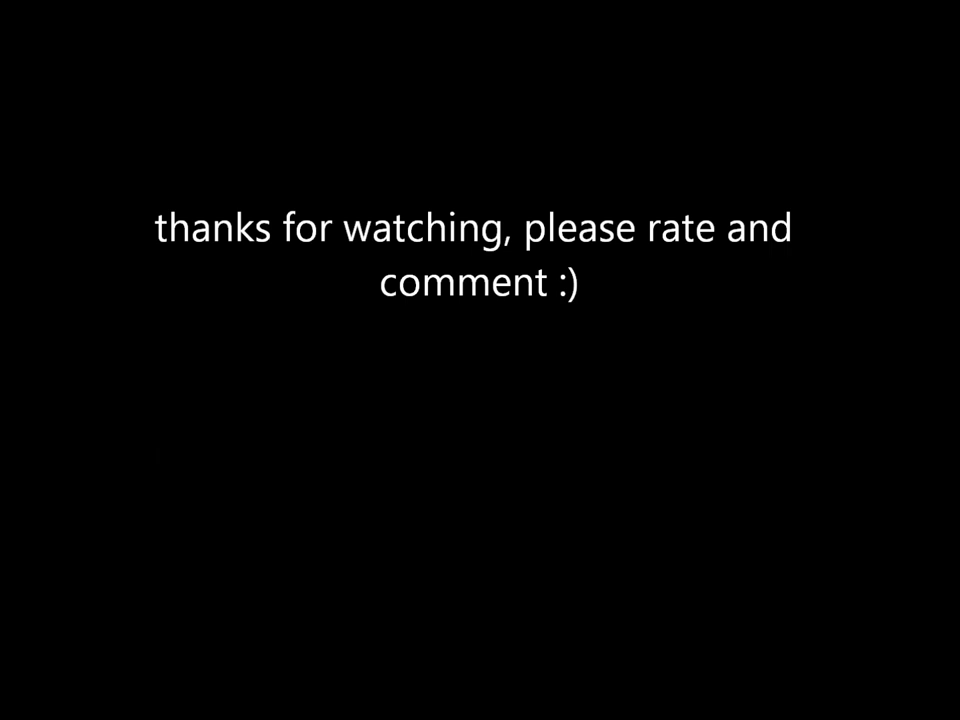 thanks for watching, please rate and
comment :)